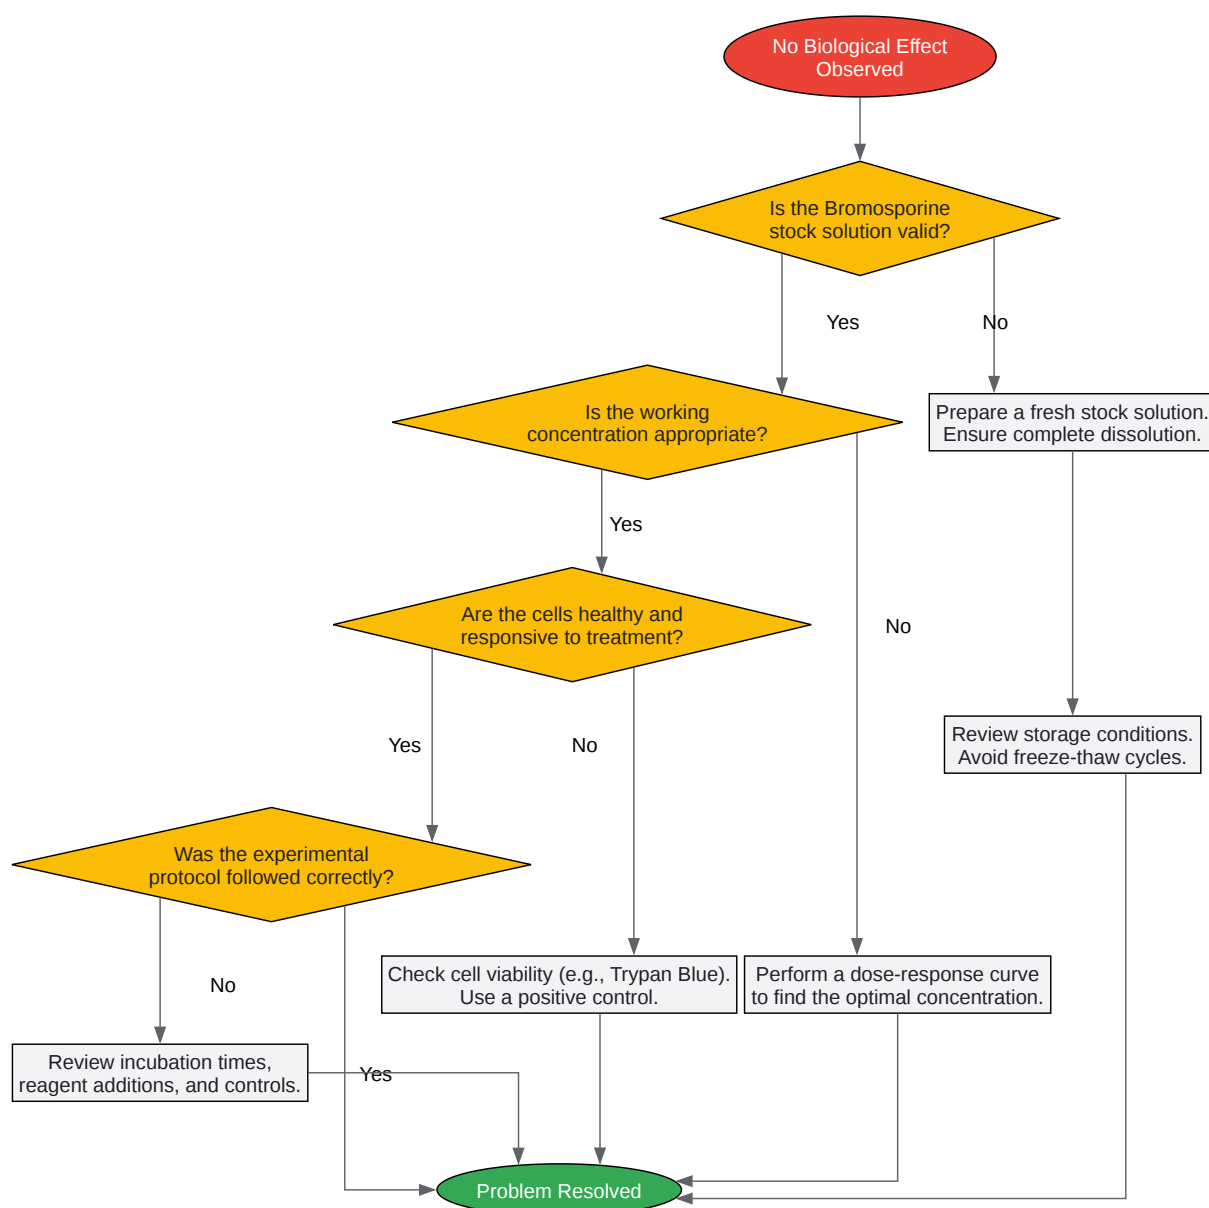 No Biological Effect
Observed
Is the Bromosporine
stock solution valid?
Yes
No
Is the working
concentration appropriate?
Prepare a fresh stock solution.
Ensure complete dissolution.
Yes
Are the cells healthy and
responsive to treatment?
No
Yes
No
Review storage conditions.
Avoid freeze-thaw cycles.
Was the experimental
protocol followed correctly?
No
Check cell viability (e.g., Trypan Blue).
Use a positive control.
Perform a dose-response curve
to find the optimal concentration.
Review incubation times,
reagent additions, and controls.
Yes
Problem Resolved